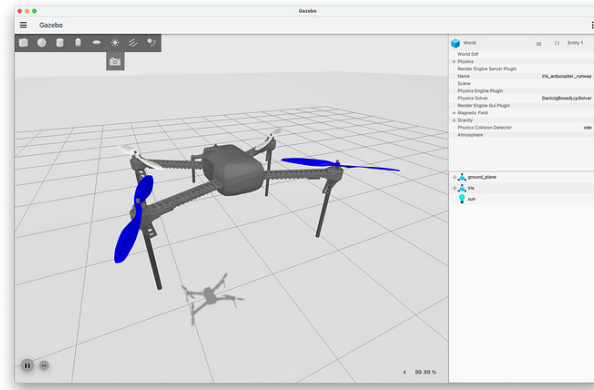 Gazebo
Gazebo
World
Entity 1
World Sdf
Physics
Render Engine Server Plugin
Name iris_arducopter_runway
Scene
Physics Engine Plugin
Physics Solver DantzigBoxedLcpSolver
Render Engine Gui Plugin
Magnetic Field
Gravity
Physics Collision Detector ode
Atmosphere
ground_plane
iris
sun
99.89 %